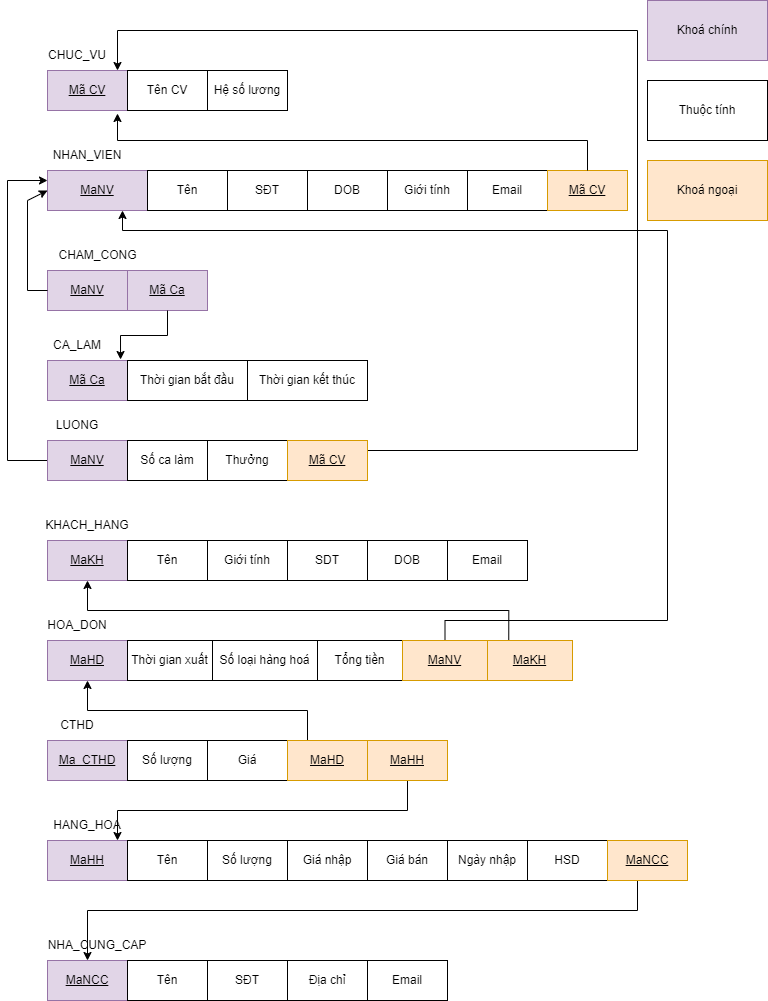 Khoá chính
CHUC_VU
Mã CV Tên CV Hệ số lương
Thuộc tính
NHAN_VIEN
MaNV Tên SĐT DOB Giới tính Email Mã CV
Khoá ngoại
CHAM_CONG
MaNV Mã Ca
CA_LAM
Mã Ca Thời gian bắt đầu Thời gian kết thúc
LUONG
MaNV Số ca làm Thưởng Mã CV
KHACH_HANG
MaKH Tên Giới tính SDT DOB Email
HOA_DON
MaHD Thời gian xuất Số loại hàng hoá Tổng tiền MaNV MaKH
CTHD
Ma_CTHD Số lượng Giá MaHD MaHH
HANG_HOA
MaHH Tên Số lượng Giá nhập Giá bán Ngày nhập HSD MaNCC
NHA_CUNG_CAP
MaNCC Tên SĐT Địa chỉ Email